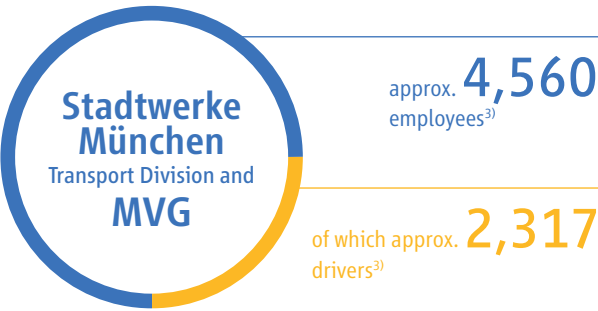 Stadtwerke
München
Transport Division and
MVG
approx. 4,560
employees³⁾
of which approx. 2,317
drivers³⁾